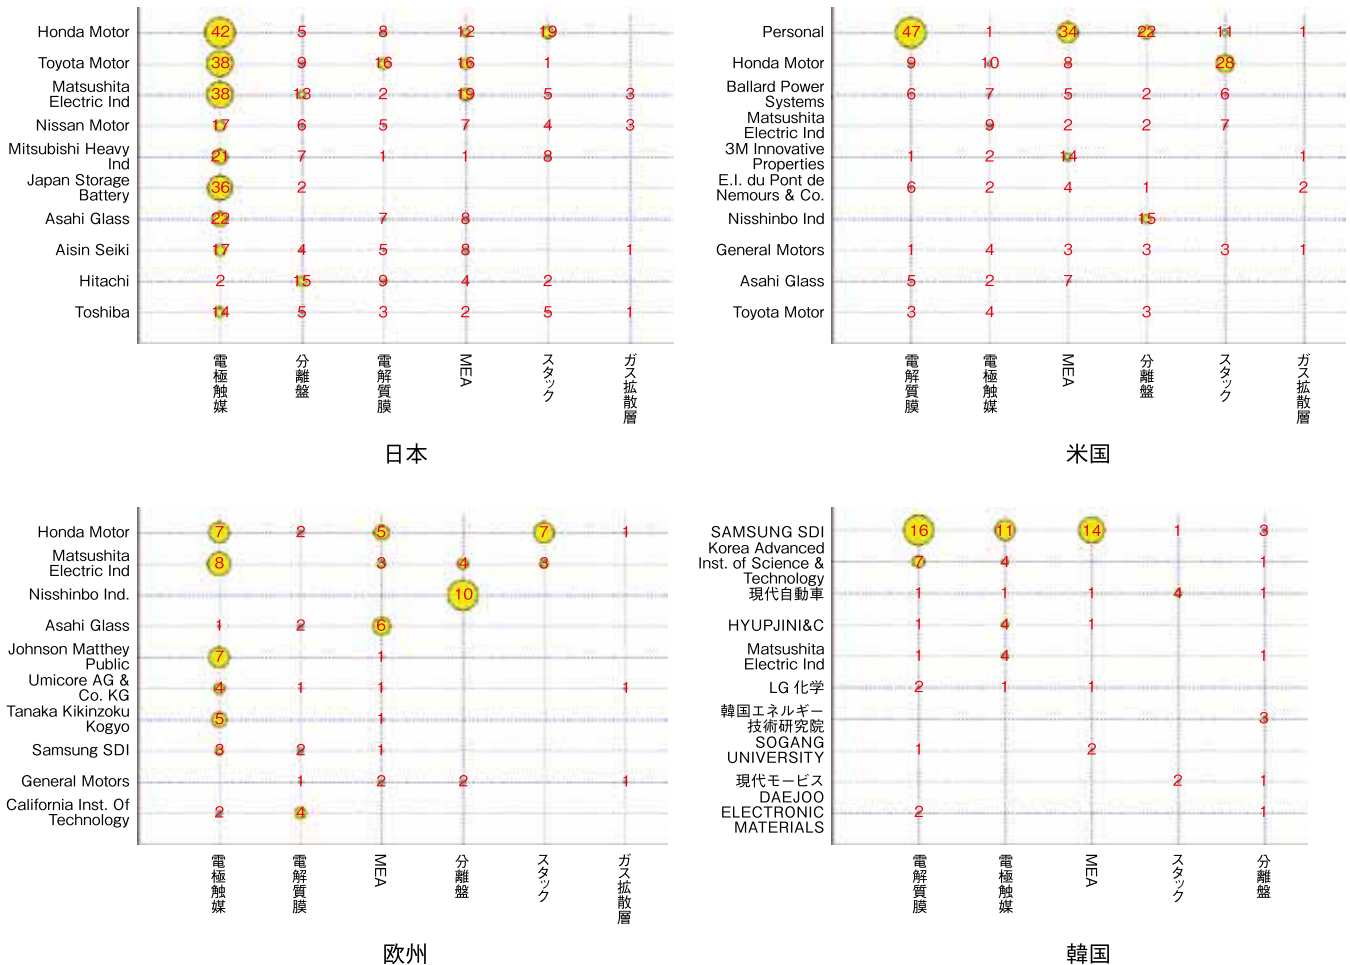 Honda Motor 42 5 8 12 19
Toyota Motor 38 9 16 16 1
Matsushita
Electric Ind 38 13 2 19 5 3
Nissan Motor 17 6 5 7 4 3
Mitsubishi Heavy
Ind 21 7 1 1 8
Japan Storage
Battery 36 2
Asahi Glass 22 7 8
Aisin Seiki 17 4 5 8 1
Hitachi 2 15 9 4 2
Toshiba 14 5 3 2 5 1
電極触媒 分離盤 電解質膜 MEA スタック ガス拡散層
日本
Personal 47 1 34 22 11 1
Honda Motor 9 10 8 28
Ballard Power
Systems 6 7 5 2 6
Matsushita
Electric Ind 9 2 2 7
3M Innovative
Properties 1 2 14 1
E.I. du Pont de
Nemours & Co. 6 2 4 1 2
Nisshinbo Ind 15
General Motors 1 4 3 3 3 1
Asahi Glass 5 2 7
Toyota Motor 3 4 3
電解質膜 電極触媒 MEA 分離盤 スタック ガス拡散層
米国
Honda Motor 7 2 5 7 1
Matsushita
Electric Ind 8 3 4 3
Nisshinbo Ind. 10
Asahi Glass 1 2 6
Johnson Matthey
Public 7 1
Umicore AG &
Co. KG 4 1 1 1
Tanaka Kikinzoku
Kogyo 5 1
Samsung SDI 3 2 1
General Motors 1 2 2 1
California Inst. Of
Technology 2 4
電極触媒 電解質膜 MEA 分離盤 スタック ガス拡散層
欧州
SAMSUNG SDI 16 11 14 1 3
Korea Advanced
Inst. of Science &
Technology 7 4 1
現代自動車 1 1 1 4 1
HYUPJINI&C 1 4 1
Matsushita
Electric Ind 1 4 1
LG 化学 2 1 1
韓国エネルギー
技術研究院 3
SOGANG
UNIVERSITY 1 2
現代モービス 2 1
DAEJOO
ELECTRONIC
MATERIALS 2 1
電解質膜 電極触媒 MEA スタック 分離盤
韓国